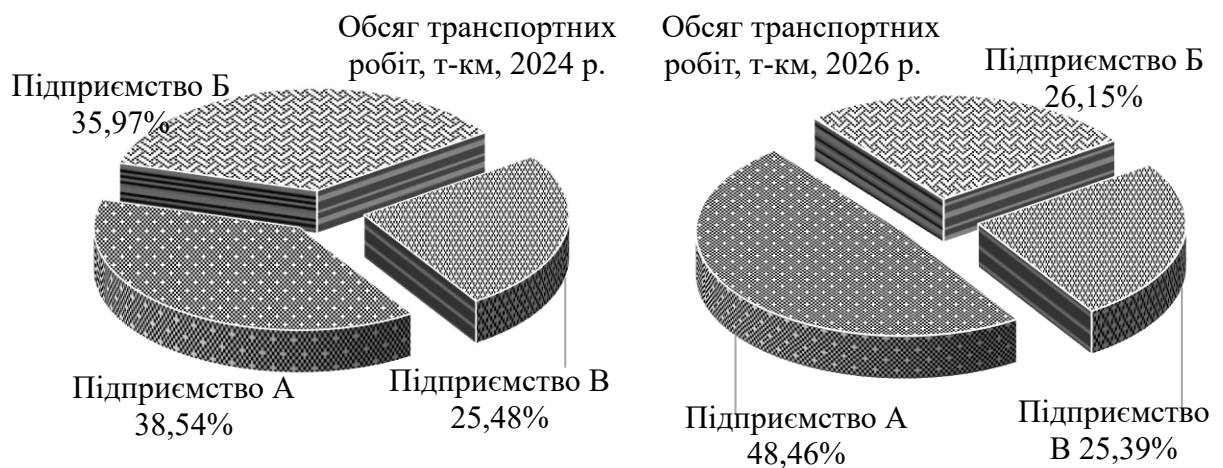 Обсяг транспортних
робіт, т-км, 2024 р.
Підприємство Б
35,97%
Підприємство А
38,54%
Підприємство В
25,48%
Обсяг транспортних
робіт, т-км, 2026 р.
Підприємство Б
26,15%
Підприємство А
48,46%
Підприємство
В 25,39%